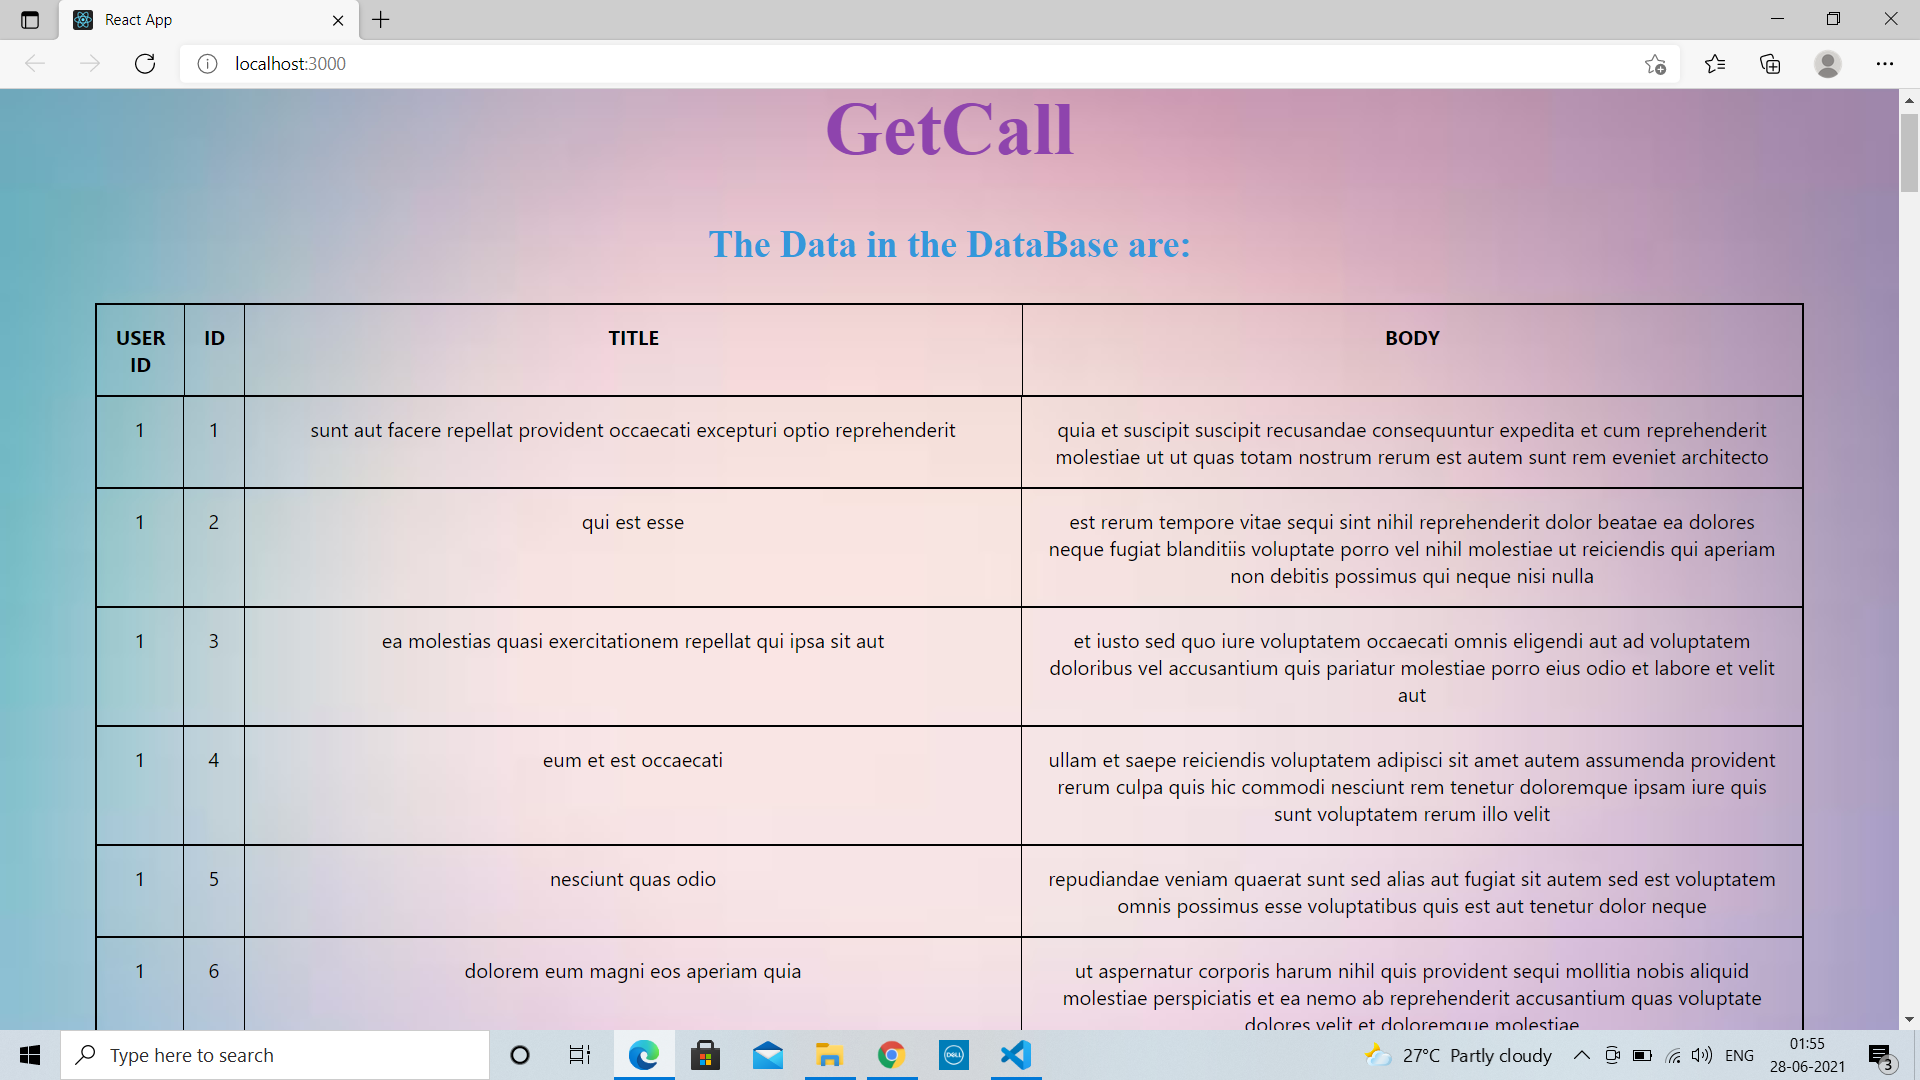 React App
localhost:3000
GetCall
The Data in the DataBase are:
USER ID
ID
TITLE
BODY
1
1
sunt aut facere repellat provident occaecati excepturi optio reprehenderit
quia et suscipit suscipit recusandae consequuntur expedita et cum reprehenderit
molestiae ut ut quas totam nostrum rerum est autem sunt rem eveniet architecto
1
2
qui est esse
est rerum tempore vitae sequi sint nihil reprehenderit dolor beatae ea dolores
neque fugiat blanditiis voluptate porro vel nihil molestiae ut reiciendis qui aperiam
non debitis possimus qui neque nisi nulla
1
3
ea molestias quasi exercitationem repellat qui ipsa sit aut
et iusto sed quo iure voluptatem occaecati omnis eligendi aut ad voluptatem
doloribus vel accusantium quis pariatur molestiae porro eius odio et labore et velit
aut
1
4
eum et est occaecati
ullam et saepe reiciendis voluptatem adipisci sit amet autem assumenda provident
rerum culpa quis hic commodi nesciunt rem tenetur doloremque ipsam iure quis
sunt voluptatem rerum illo velit
1
5
nesciunt quas odio
repudiandae veniam quaerat sunt sed alias aut fugiat sit autem sed est voluptatem
omnis possimus esse voluptatibus quis est aut tenetur dolor neque
1
6
dolorem eum magni eos aperiam quia
ut aspernatur corporis harum nihil quis provident sequi mollitia nobis aliquid
molestiae perspiciatis et ea nemo ab reprehenderit accusantium quas voluptate
dolores velit et doloremque molestiae
Type here to search
DELL
27°C Partly cloudy
ENG
01:55
28-06-2021
3